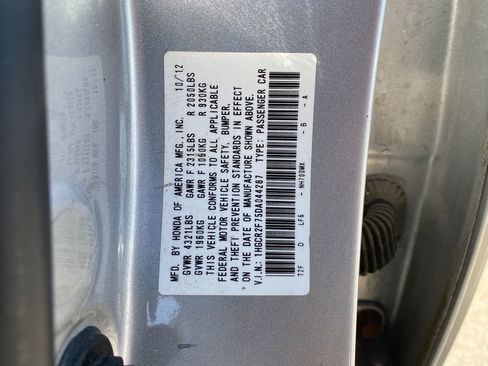 MFD. BY HONDA OF AMERICA MFG., INC. 10/12
GVWR 4321LBS GAWR F 2315LBS R 2050LBS
GVWR 1960KG GAWR F 1050KG R 930KG
THIS VEHICLE CONFORMS TO ALL APPLICABLE
FEDERAL MOTOR VEHICLE SAFETY, BUMPER,
AND THEFT PREVENTION STANDARDS IN EFFECT
ON THE DATE OF MANUFACTURE SHOWN ABOVE.
V.I.N.: 1HGCR2F75DA044287 TYPE: PASSENGER CAR
T2F D LF6 - NH700MX - B - A